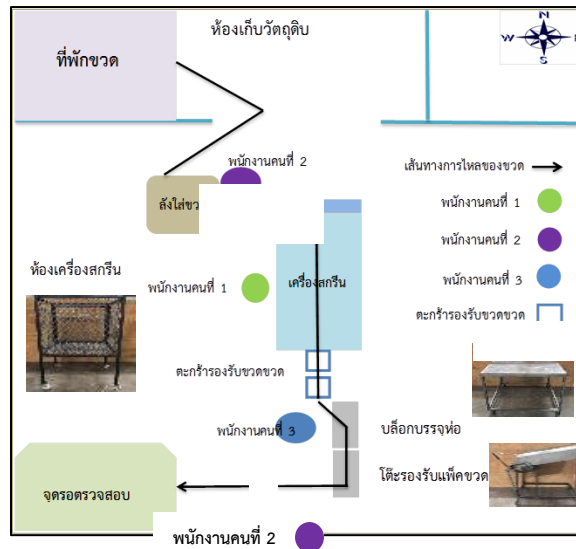 ห้องเก็บวัตถุดิบ
ที่พักขวด
N
W
S
พนักงานคนที่ 2
เส้นทางการไหลของขวด
ลังใส่ขว
พนักงานคนที่ 1
พนักงานคนที่ 2
ห้องเครื่องสกรีน
พนักงานคนที่ 1
เครื่องสกรีน
พนักงานคนที่ 3
ตะกร้ารองรับขวดขวด
ตะกร้ารองรับขวดขวด
พนักงานคนที่ 3
บล็อกบรรจุห่อ
โต๊ะรองรับแพ็คขวด
จุดรอตรวจสอบ
พนักงานคนที่ 2